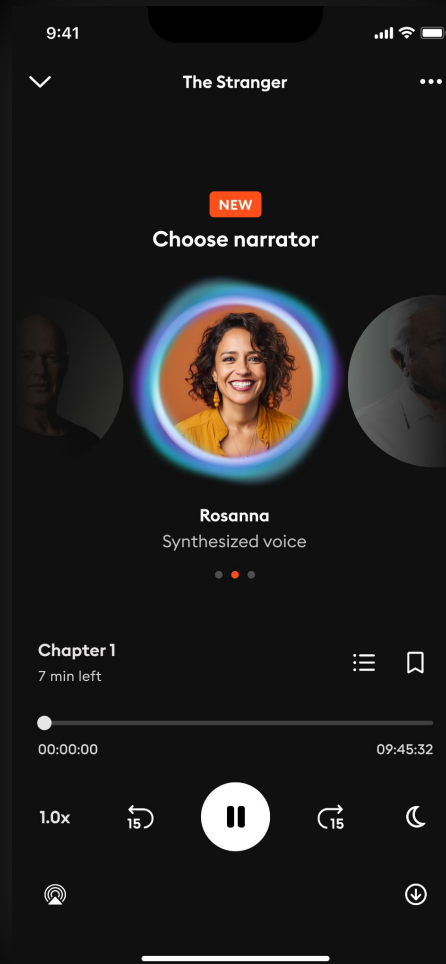 9:41
The Stranger
NEW
Choose narrator
Rosanna
Synthesized voice
Chapter 1
7 min left
00:00:00
09:45:32
1.0x
15
15